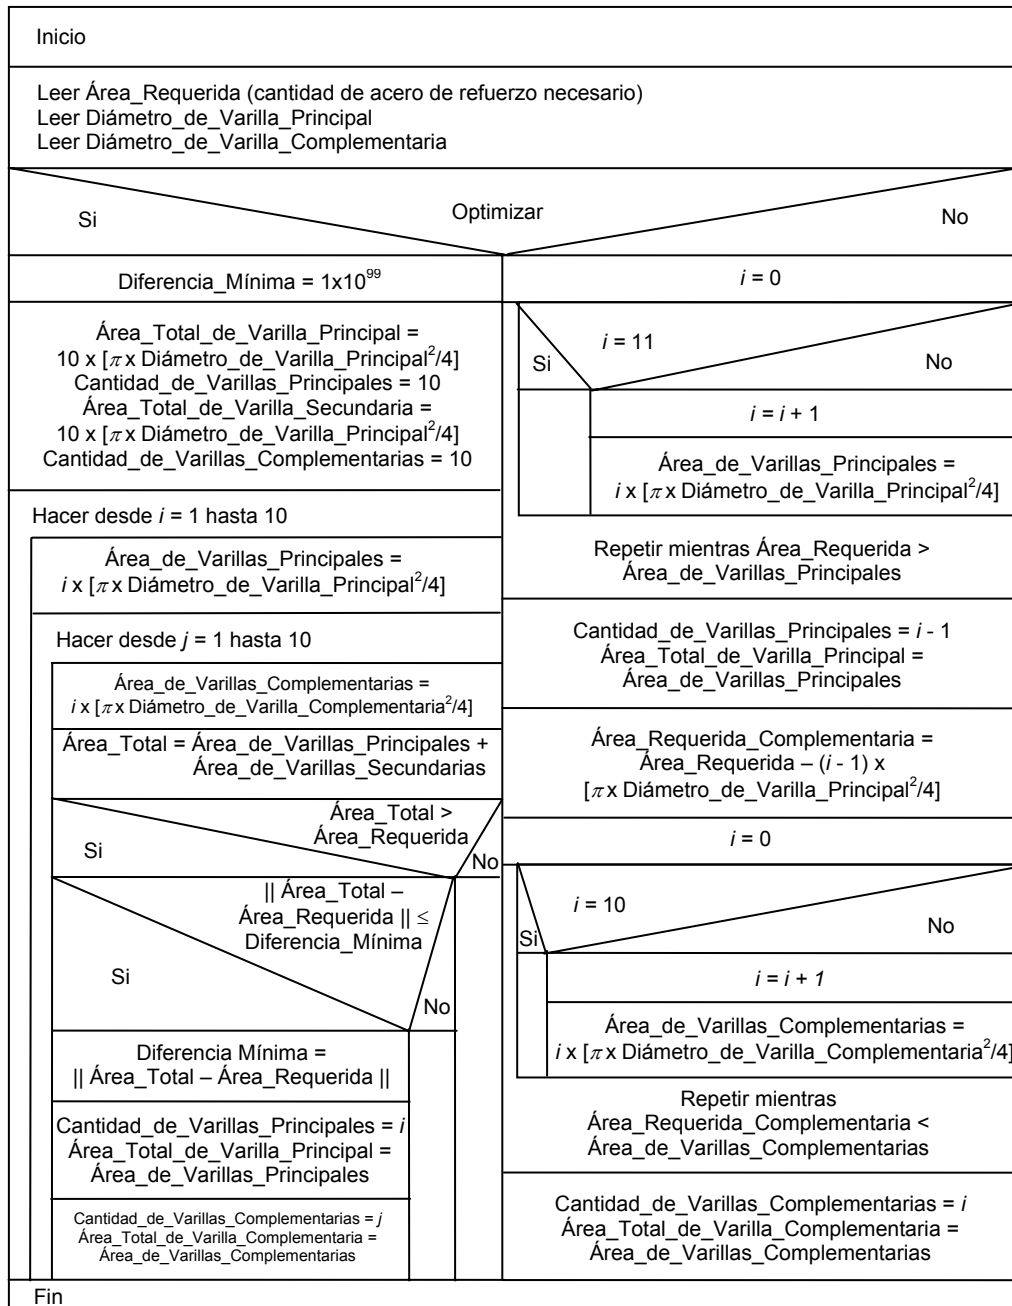 Inicio
Leer Área_Requerida (cantidad de acero de refuerzo necesario)
Leer Diámetro_de_Varilla_Principal
Leer Diámetro_de_Varilla_Complementaria
Optimizar
Si
No
Diferencia_Mínima = 1x10⁹⁹
Área_Total_de_Varilla_Principal =
10 x [π x Diámetro_de_Varilla_Principal²/4]
Cantidad_de_Varillas_Principales = 10
Área_Total_de_Varilla_Secundaria =
10 x [π x Diámetro_de_Varilla_Principal²/4]
Cantidad_de_Varillas_Complementarias = 10
Hacer desde i = 1 hasta 10
Área_de_Varillas_Principales =
i x [π x Diámetro_de_Varilla_Principal²/4]
Hacer desde j = 1 hasta 10
Área_de_Varillas_Complementarias =
i x [π x Diámetro_de_Varilla_Complementaria²/4]
Área_Total = Área_de_Varillas_Principales +
Área_de_Varillas_Secundarias
Área_Total >
Área_Requerida
Si
No
|| Área_Total –
Área_Requerida || ≤
Diferencia_Mínima
Si
No
Diferencia Mínima =
|| Área_Total – Área_Requerida ||
Cantidad_de_Varillas_Principales = i
Área_Total_de_Varilla_Principal =
Área_de_Varillas_Principales
Cantidad_de_Varillas_Complementarias = j
Área_Total_de_Varilla_Complementaria =
Área_de_Varillas_Complementarias
i = 0
i = 11
Si
No
i = i + 1
Área_de_Varillas_Principales =
i x [π x Diámetro_de_Varilla_Principal²/4]
Repetir mientras Área_Requerida >
Área_de_Varillas_Principales
Cantidad_de_Varillas_Principales = i - 1
Área_Total_de_Varilla_Principal =
Área_de_Varillas_Principales
Área_Requerida_Complementaria =
Área_Requerida – (i - 1) x
[π x Diámetro_de_Varilla_Principal²/4]
i = 0
i = 10
Si
No
i = i + 1
Área_de_Varillas_Complementarias =
i x [π x Diámetro_de_Varilla_Complementaria²/4]
Repetir mientras
Área_Requerida_Complementaria <
Área_de_Varillas_Complementarias
Cantidad_de_Varillas_Complementarias = i
Área_Total_de_Varilla_Complementaria =
Área_de_Varillas_Complementarias
Fin